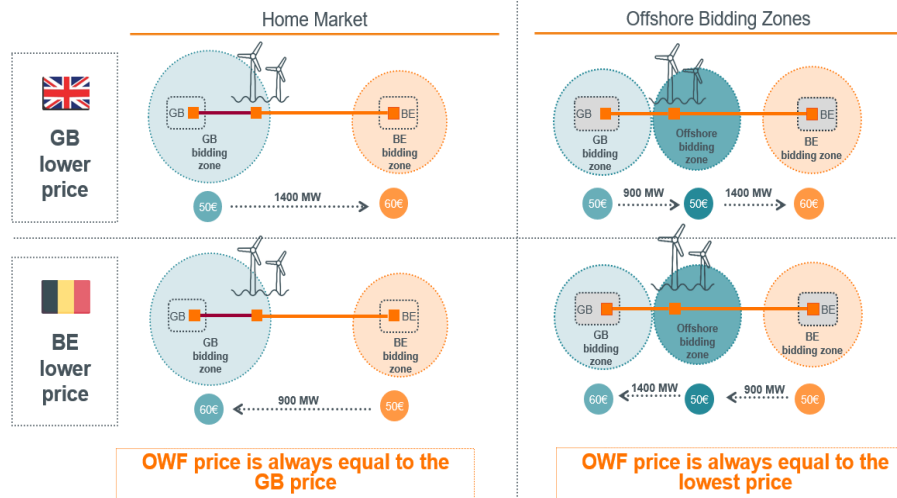 Home Market
Offshore Bidding Zones
GB
lower
price
GB
BE
GB
bidding
zone
BE
bidding zone
1400 MW
50€
60€
GB
BE
GB
bidding
zone
Offshore
bidding
zone
BE
bidding zone
900 MW
1400 MW
50€
50€
60€
BE
lower
price
GB
BE
GB
bidding
zone
BE
bidding zone
900 MW
60€
50€
GB
BE
GB
bidding
zone
Offshore
bidding
zone
BE
bidding zone
1400 MW
900 MW
60€
50€
50€
OWF price is always equal to the
GB price
OWF price is always equal to the
lowest price